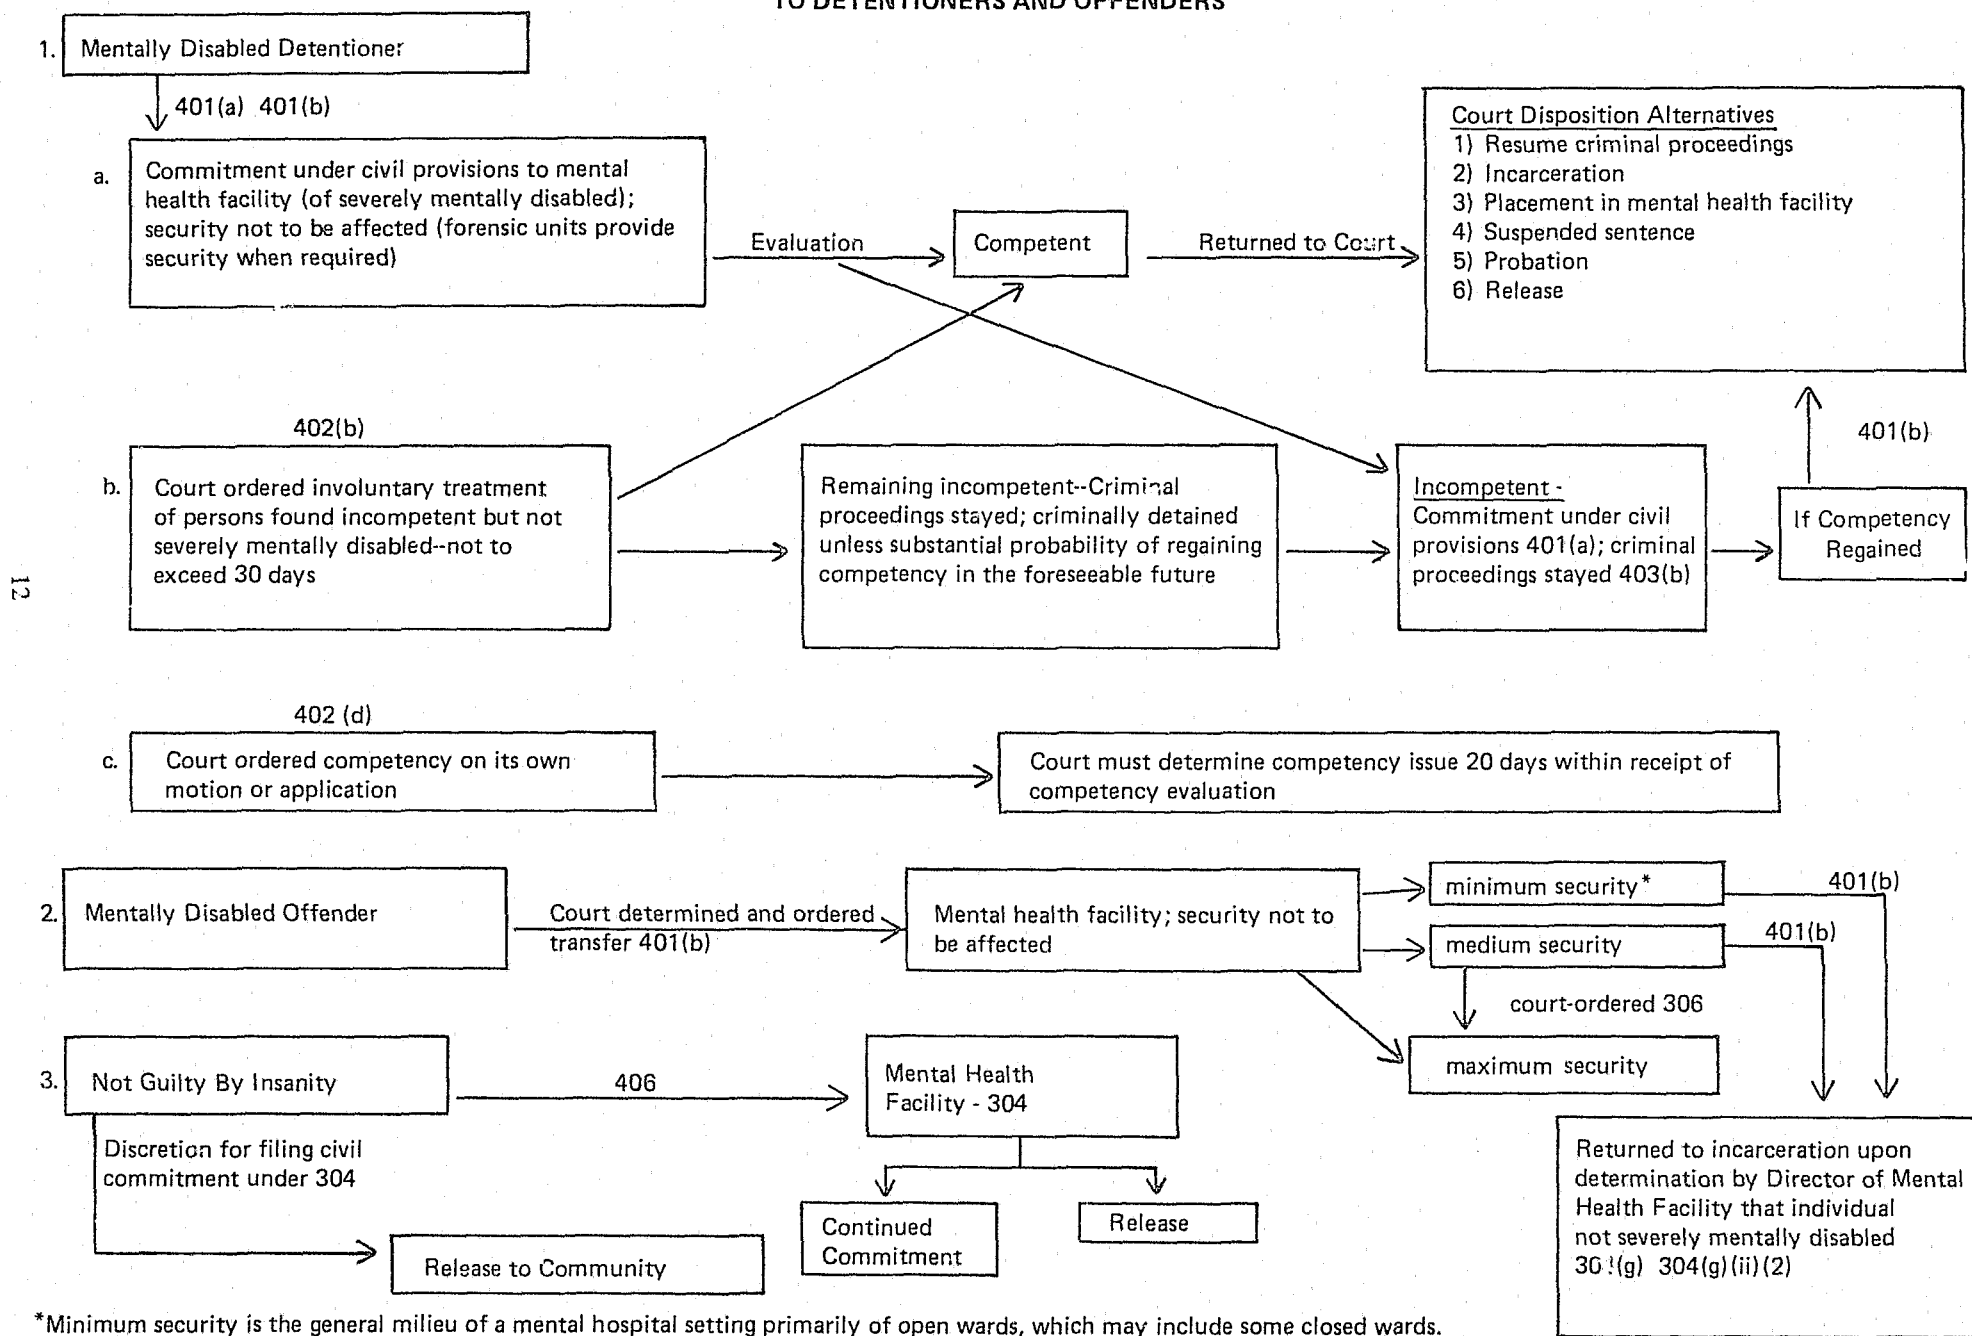 TO DETENTIONERS AND OFFENDERS
1. Mentally Disabled Detentioner
401(a) 401(b)
a. Commitment under civil provisions to mental
health facility (of severely mentally disabled);
security not to be affected (forensic units provide
security when required)
Evaluation
Competent
Returned to Court
Court Disposition Alternatives
1) Resume criminal proceedings
2) Incarceration
3) Placement in mental health facility
4) Suspended sentence
5) Probation
6) Release
402(b)
b. Court ordered involuntary treatment
of persons found incompetent but not
severely mentally disabled--not to
exceed 30 days
Remaining incompetent--Criminal
proceedings stayed; criminally detained
unless substantial probability of regaining
competency in the foreseeable future
Incompetent -
Commitment under civil
provisions 401(a); criminal
proceedings stayed 403(b)
If Competency
Regained
401(b)
12
402 (d)
c. Court ordered competency on its own
motion or application
Court must determine competency issue 20 days within receipt of
competency evaluation
2. Mentally Disabled Offender
Court determined and ordered
transfer 401(b)
Mental health facility; security not to
be affected
minimum security*
401(b)
medium security
401(b)
court-ordered 306
maximum security
3. Not Guilty By Insanity
406
Mental Health
Facility - 304
Discretion for filing civil
commitment under 304
Continued
Commitment
Release
Release to Community
Returned to incarceration upon
determination by Director of Mental
Health Facility that individual
not severely mentally disabled
304(g)(ii)(2)
*Minimum security is the general milieu of a mental hospital setting primarily of open wards, which may include some closed wards.